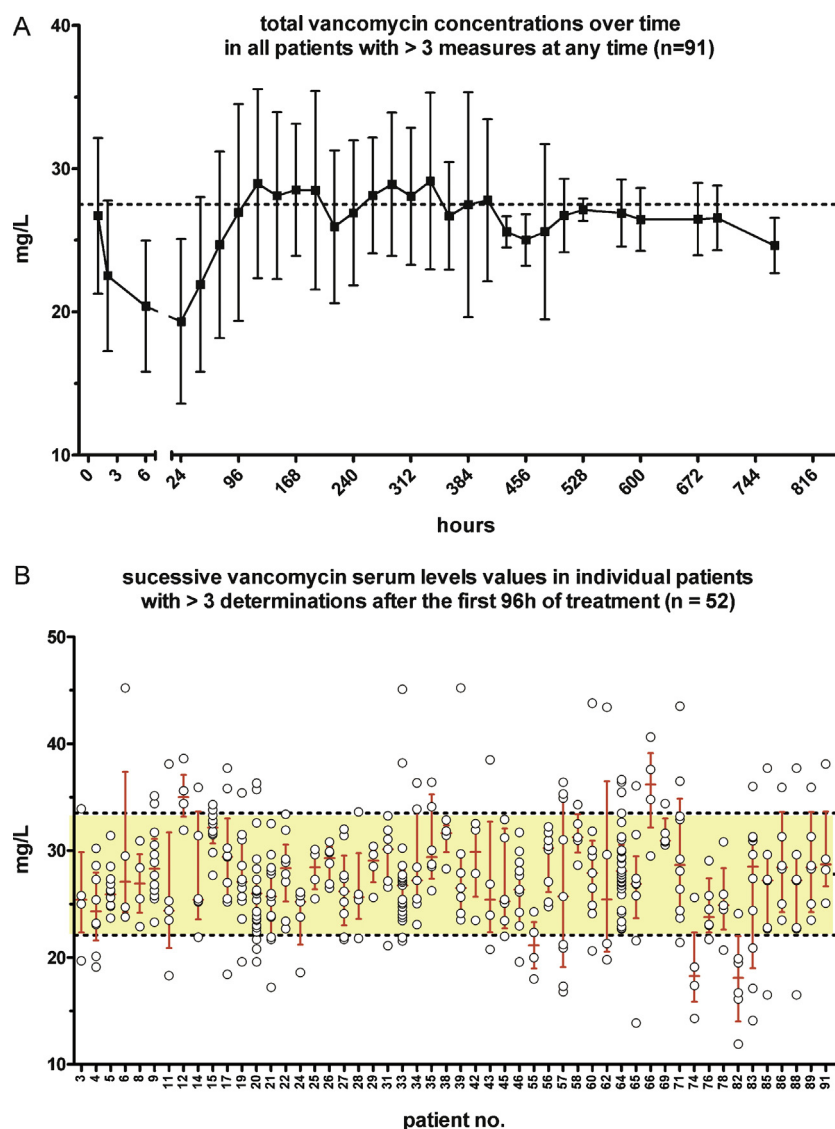 A
total vancomycin concentrations over time
in all patients with > 3 measures at any time (n=91)
40
30
20
10
mg/L
0 3 6 24 96 168 240 312 384 456 528 600 672 744 816
hours
B
sucessive vancomycin serum levels values in individual patients
with > 3 determinations after the first 96h of treatment (n = 52)
50
40
30
20
10
mg/L
3 4 5 6 8 9 11 12 14 15 17 19 20 21 22 24 25 26 27 28 29 31 33 34 35 38 39 42 43 45 46 55 56 57 58 60 62 64 65 66 69 71 74 76 78 82 83 85 86 88 89 91
patient no.